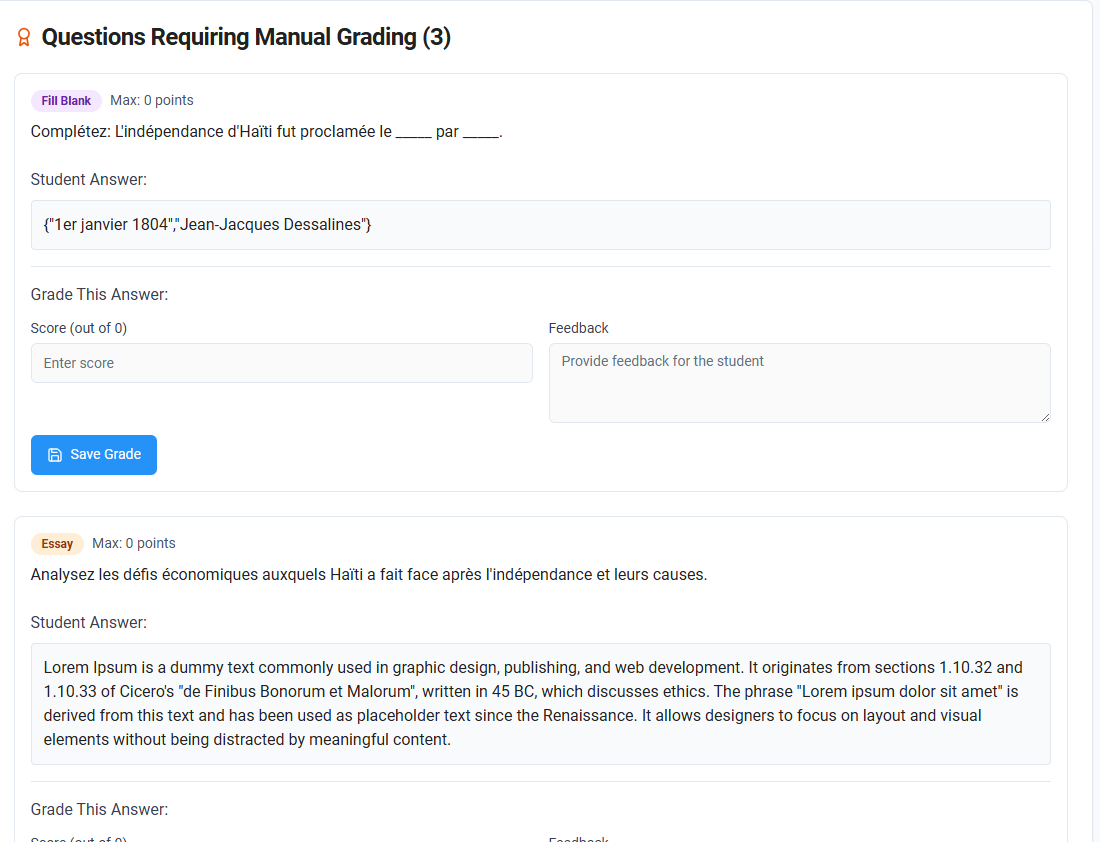 Questions Requiring Manual Grading (3)
Fill Blank Max: 0 points
Complétez: L'indépendance d'Haïti fut proclamée le _____ par _____.
Student Answer:
{"1er janvier 1804","Jean-Jacques Dessalines"}
Grade This Answer:
Score (out of 0) Feedback
Enter score Provide feedback for the student
Save Grade
Essay Max: 0 points
Analysez les défis économiques auxquels Haïti a fait face après l'indépendance et leurs causes.
Student Answer:
Lorem Ipsum is a dummy text commonly used in graphic design, publishing, and web development. It originates from sections 1.10.32 and
1.10.33 of Cicero's "de Finibus Bonorum et Malorum", written in 45 BC, which discusses ethics. The phrase "Lorem ipsum dolor sit amet" is
derived from this text and has been used as placeholder text since the Renaissance. It allows designers to focus on layout and visual
elements without being distracted by meaningful content.
Grade This Answer:
Score (out of 0) Feedback